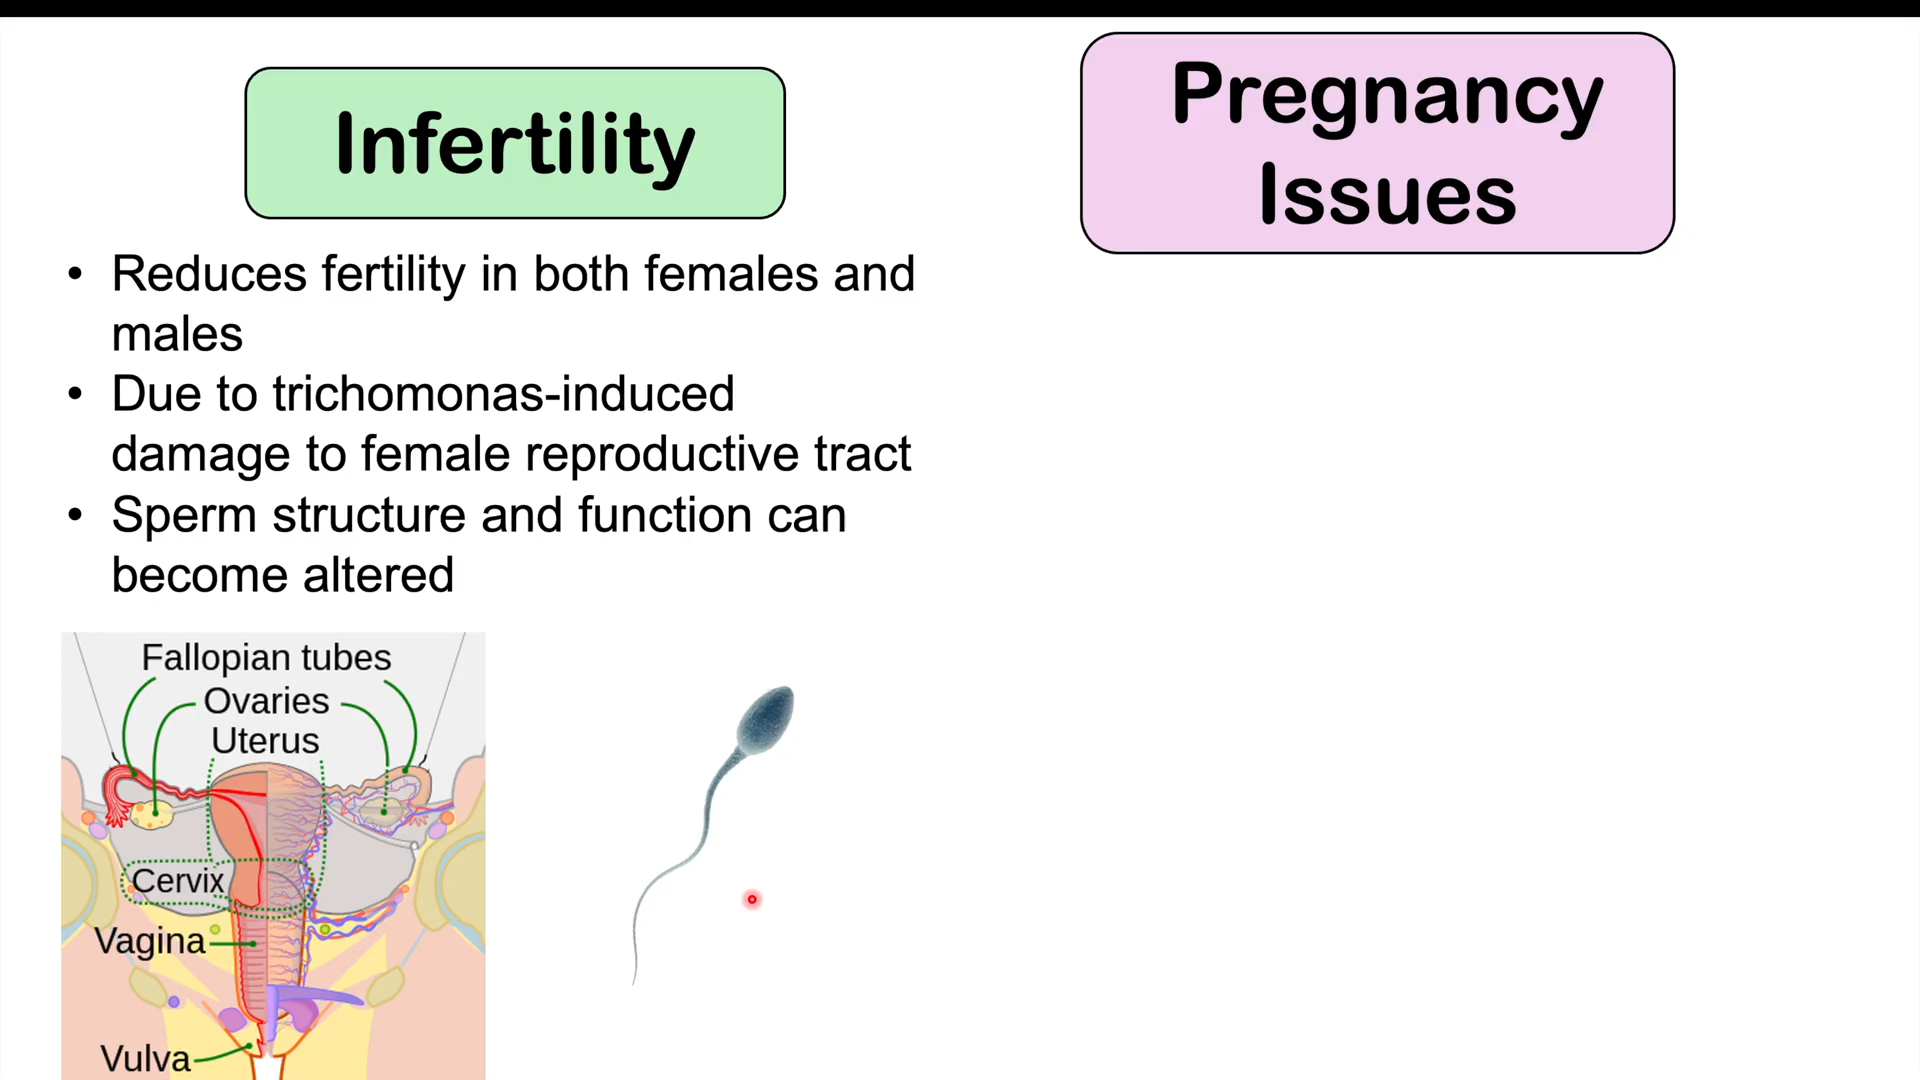 Infertility
• Reduces fertility in both females and
males
• Due to trichomonas-induced
damage to female reproductive tract
• Sperm structure and function can
become altered
Fallopian tubes
Ovaries
Uterus
Cervix
Vagina
Vulva
Pregnancy
Issues